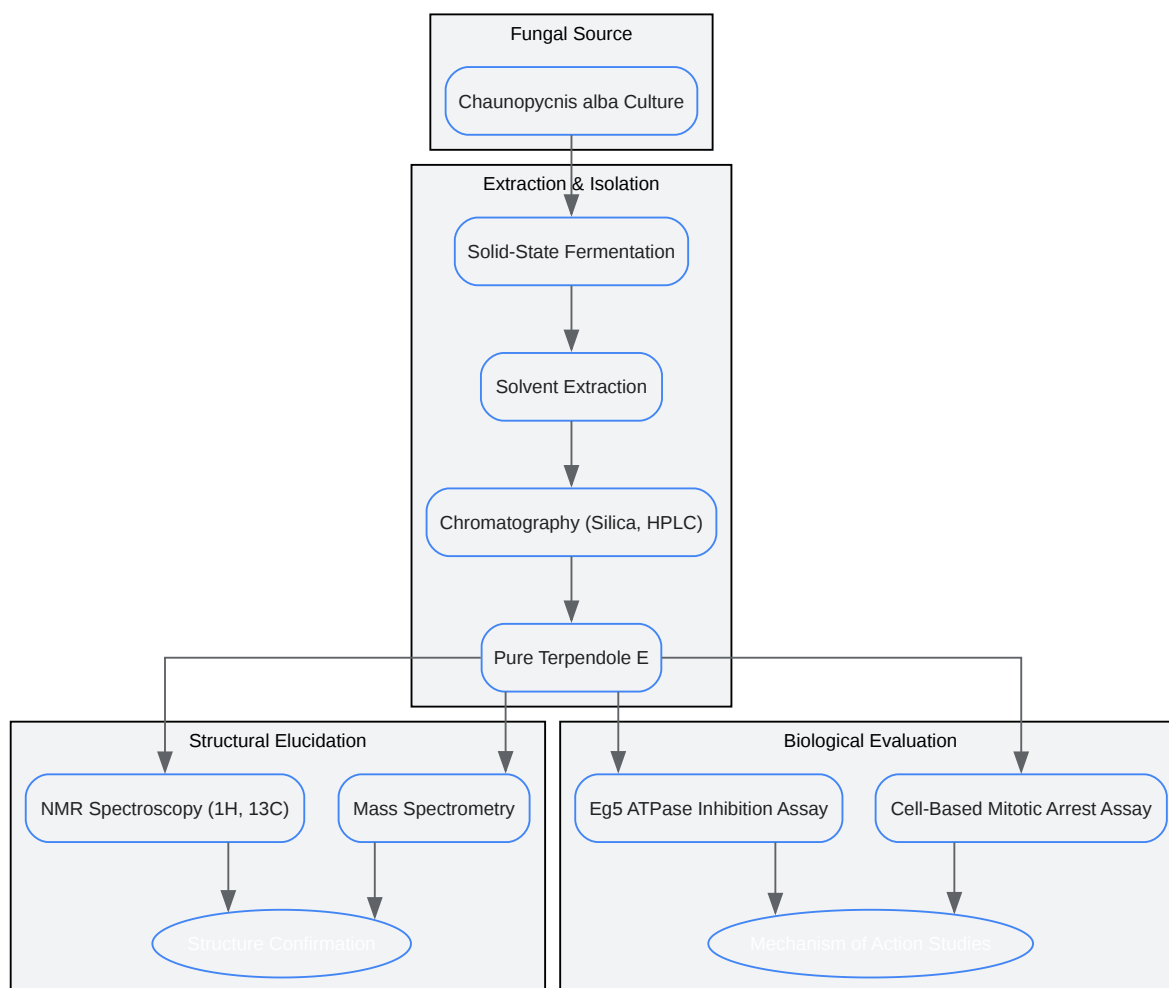 Fungal Source
Chaunopycnis alba Culture
Extraction & Isolation
Solid-State Fermentation
Solvent Extraction
Chromatography (Silica, HPLC)
Pure Terpendole E
Structural Elucidation
Biological Evaluation
NMR Spectroscopy (1H, 13C)
Mass Spectrometry
Eg5 ATPase Inhibition Assay
Cell-Based Mitotic Arrest Assay
Structure Confirmation
Mechanism of Action Studies